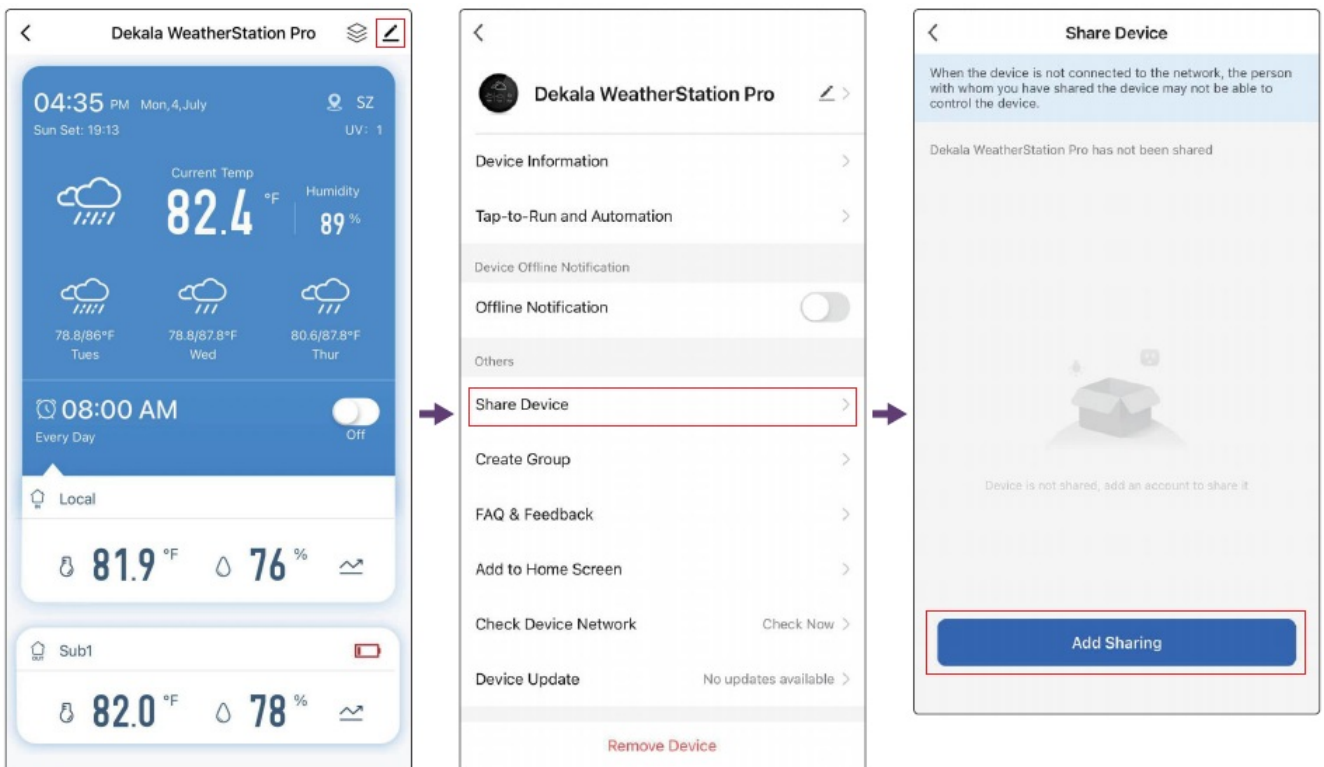 Dekala WeatherStation Pro
04:35 PM Mon,4,July
SZ
Sun Set: 19:13
UV: 1
Current Temp
82.4 °F
Humidity
89 %
78.8/86°F
Tues
78.8/87.8°F
Wed
80.6/87.8°F
Thur
08:00 AM
Every Day
Off
IN
Local
81.9 °F
76 %
OUT
Sub1
82.0 °F
78 %
Dekala WeatherStation Pro
Device Information
Tap-to-Run and Automation
Device Offline Notification
Offline Notification
Others
Share Device
Create Group
FAQ & Feedback
Add to Home Screen
Check Device Network Check Now
Device Update No updates available
Remove Device
Share Device
When the device is not connected to the network, the person
with whom you have shared the device may not be able to
control the device.
Dekala WeatherStation Pro has not been shared
Device is not shared, add an account to share it
Add Sharing